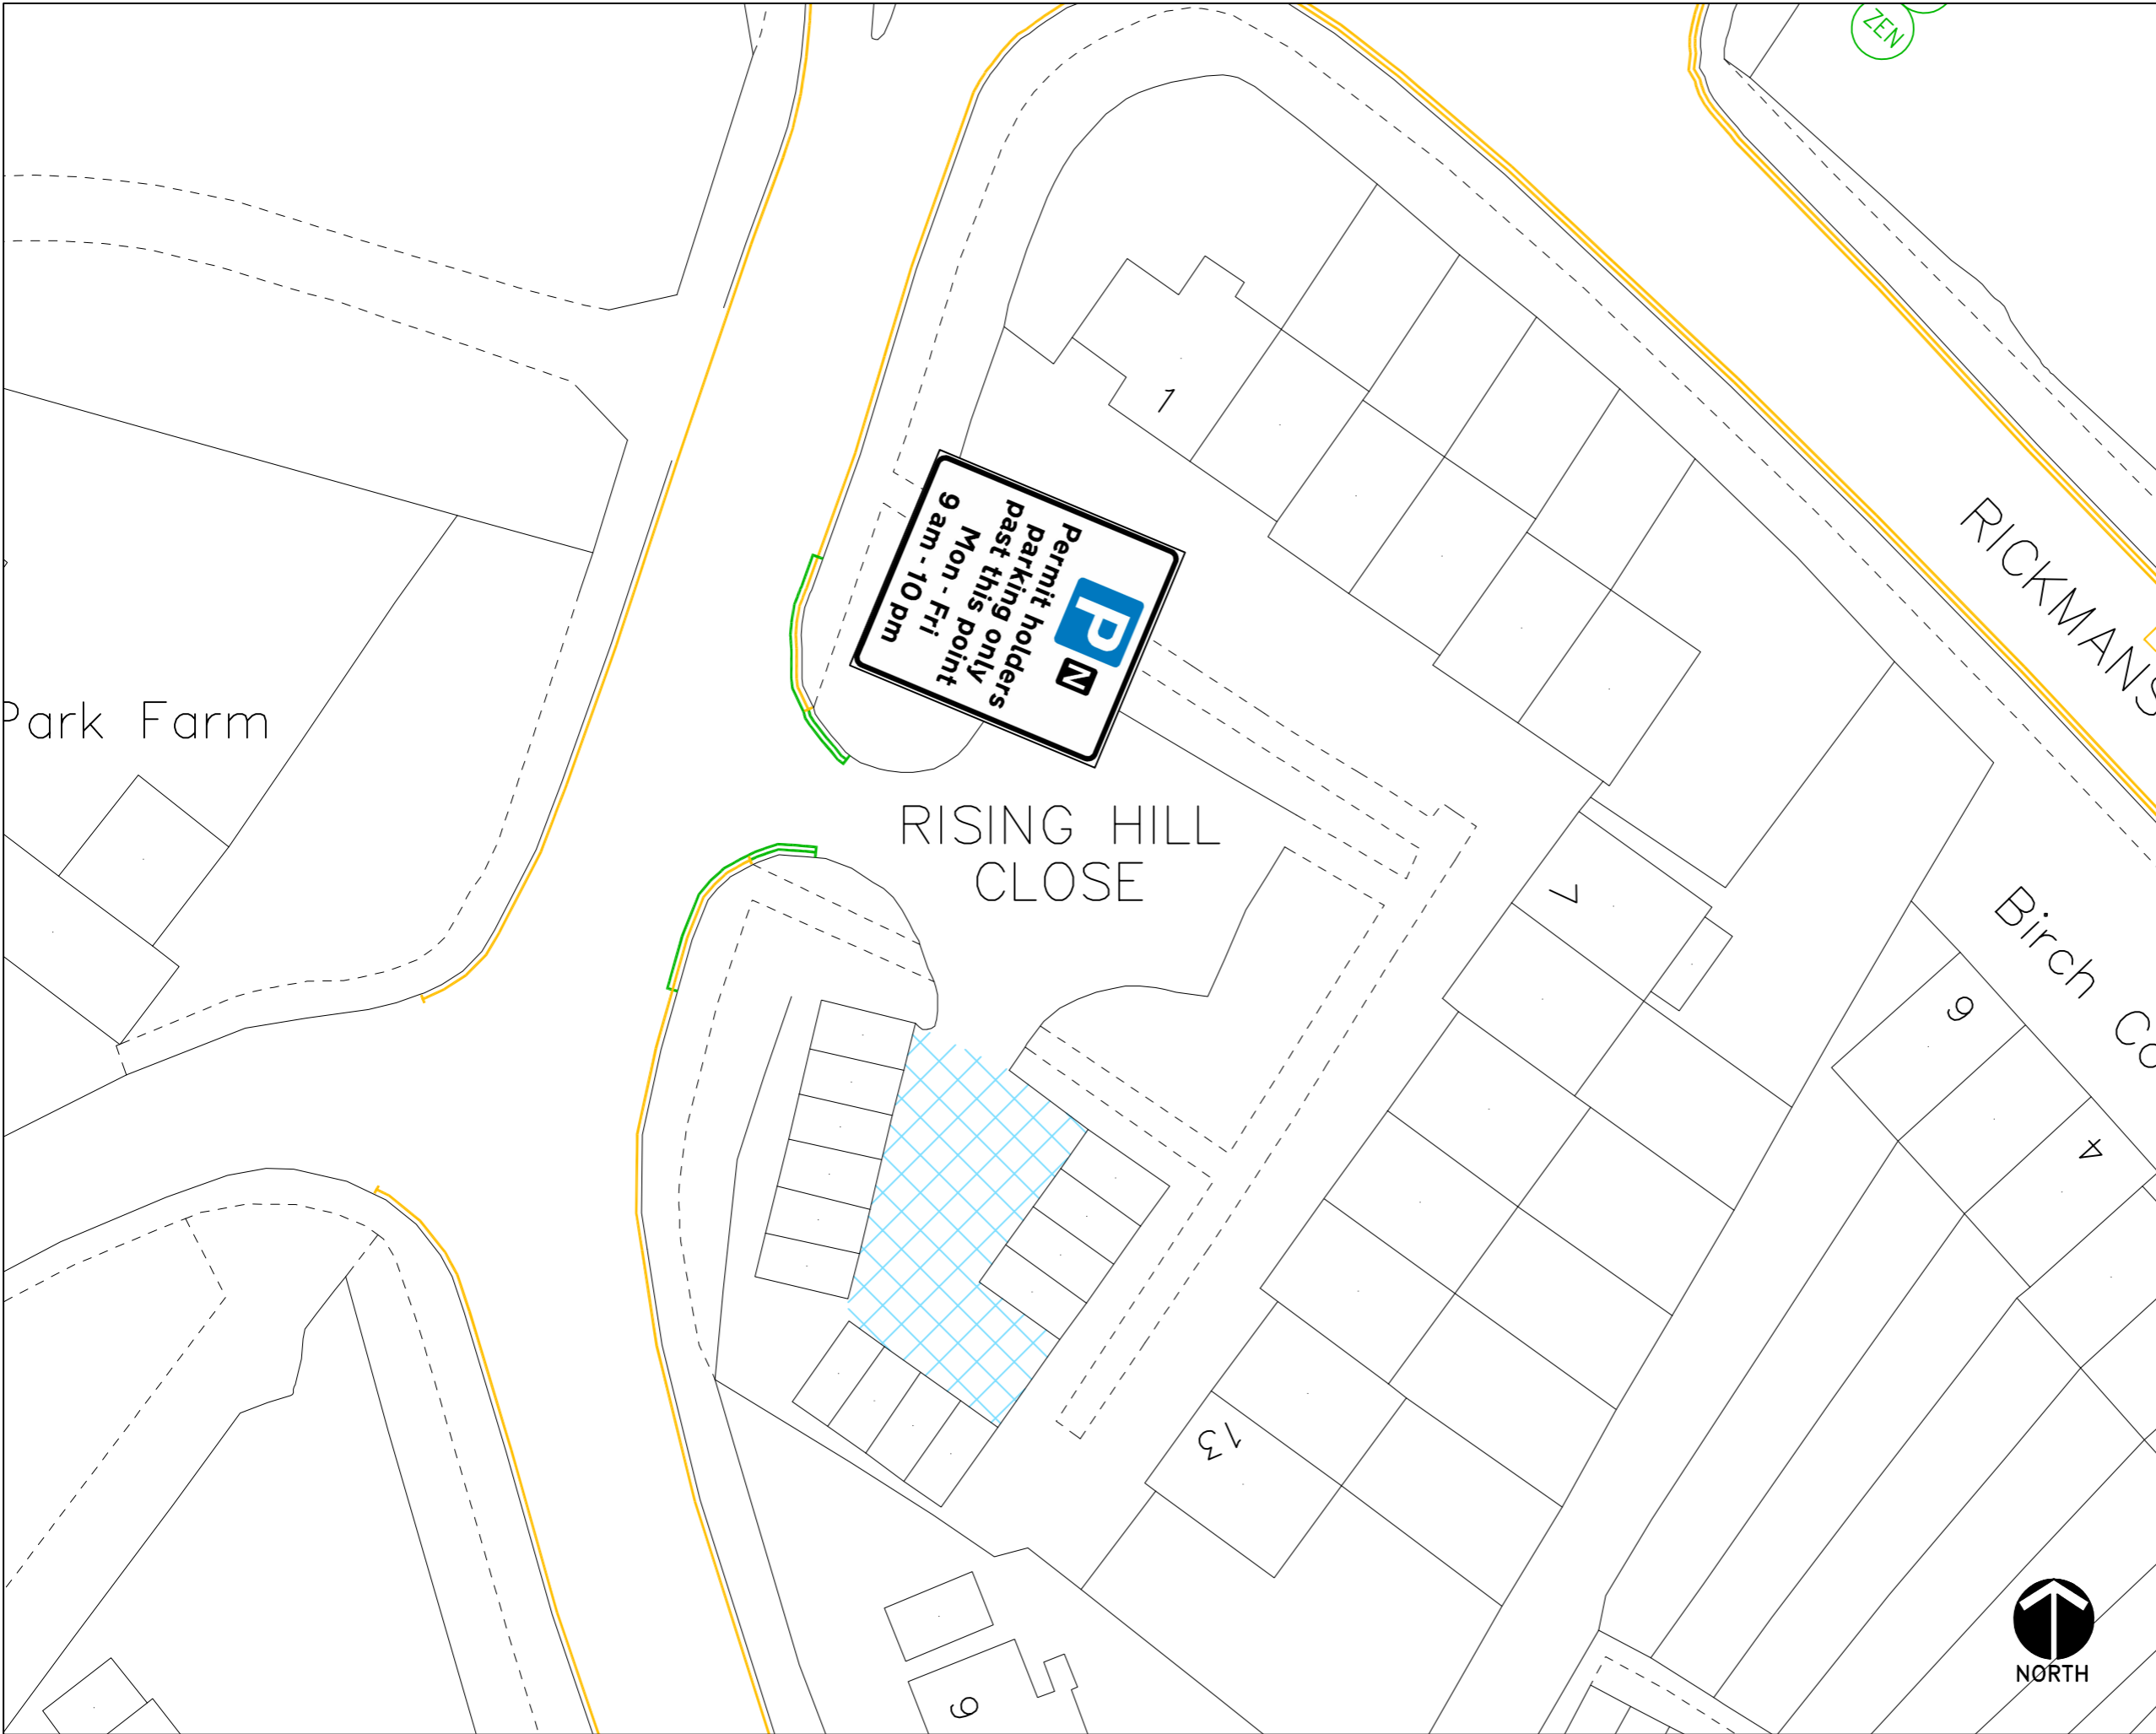 ZEN
1
P
N
Permit holders
parking only
past this point
Mon - Fri
9 am - 10 pm
RICKMANS
Park Farm
RISING HILL
CLOSE
7
Birch Co
6
4
13
9
NORTH